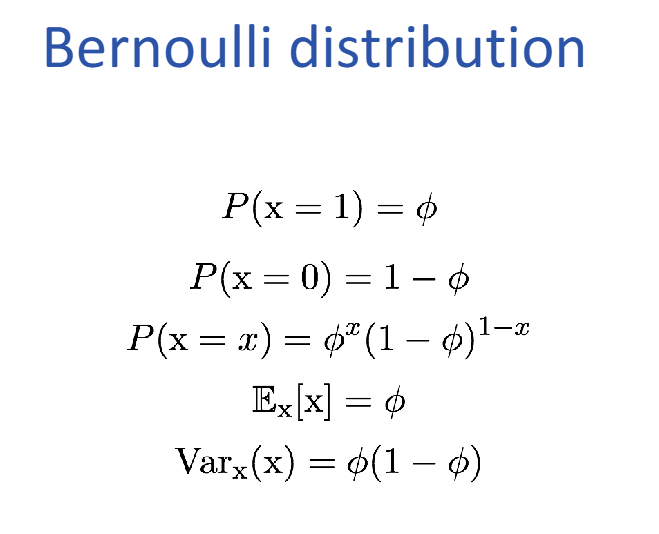 Bernoulli distribution
P(x = 1) = ϕ
P(x = 0) = 1 − ϕ
P(x = x) = ϕ^x(1 − ϕ)^{1−x}
𝔼_x[x] = ϕ
Var_x(x) = ϕ(1 − ϕ)